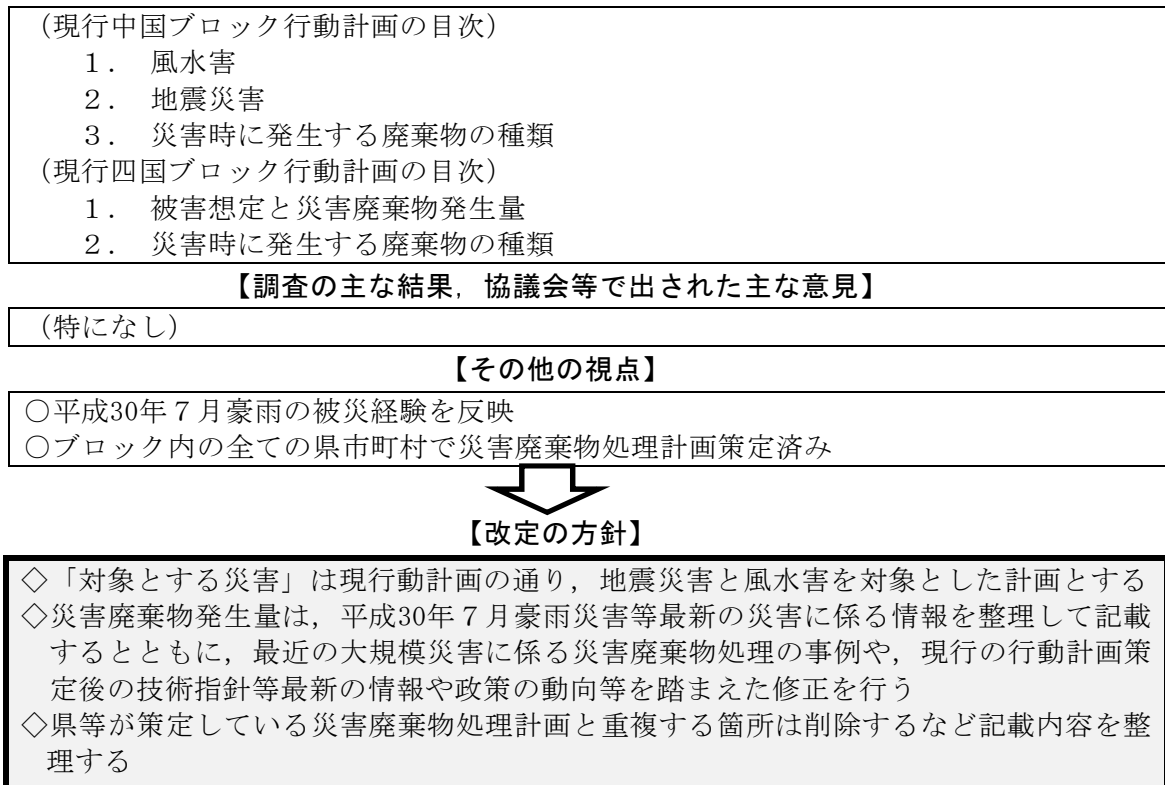 （現行中国ブロック行動計画の目次）
１． 風水害
２． 地震災害
３． 災害時に発生する廃棄物の種類
（現行四国ブロック行動計画の目次）
１． 被害想定と災害廃棄物発生量
２． 災害時に発生する廃棄物の種類
【調査の主な結果，協議会等で出された主な意見】
（特になし）
【その他の視点】
○平成30年７月豪雨の被災経験を反映
○ブロック内の全ての県市町村で災害廃棄物処理計画策定済み
【改定の方針】
◇「対象とする災害」は現行動計画の通り，地震災害と風水害を対象とした計画とする
◇災害廃棄物発生量は，平成30年７月豪雨災害等最新の災害に係る情報を整理して記載
するとともに，最近の大規模災害に係る災害廃棄物処理の事例や，現行の行動計画策
定後の技術指針等最新の情報や政策の動向等を踏まえた修正を行う
◇県等が策定している災害廃棄物処理計画と重複する箇所は削除するなど記載内容を整
理する